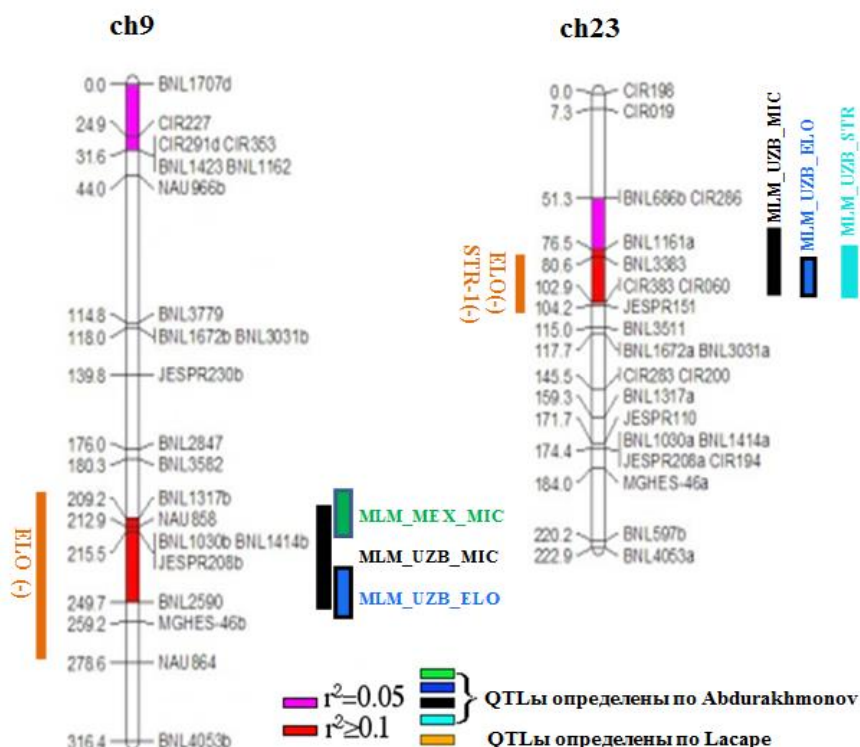 ch9
0.0 BNL1707d
24.9 CIR227
CIR291d CIR353
31.6
BNL1423 BNL1162
44.0 NAU966b
114.8 BNL3779
118.0 BNL1672b BNL3031b
139.8 JESPR230b
176.0 BNL2847
180.3 BNL3582
209.2 BNL1317b
212.9 NAU858
BNL1030b BNL1414b
215.5
JESPR208b
249.7 BNL2590
259.2 MGHES-46b
278.6 NAU864
316.4 BNL4053b
ELO (-)
MLM_MEX_MIC
MLM_UZB_MIC
MLM_UZB_ELO
ch23
0.0 CIR198
7.3 CIR019
51.3 BNL686b CIR286
76.5 BNL1161a
80.6 BNL3383
102.9 CIR383 CIR060
104.2 JESPR151
115.0 BNL3511
117.7 BNL1672a BNL3031a
145.5 CIR283 CIR200
159.3 BNL1317a
171.7 JESPR110
BNL1030a BNL1414a
174.4
JESPR208a CIR194
184.0 MGHES-46a
220.2 BNL597b
222.9 BNL4053a
ELO(-)
STR-1(-)
MLM_UZB_MIC
MLM_UZB_ELO
MLM_UZB_STR
r²=0.05
r²≥0.1
QTLы определены по Abdurakhmonov
QTLы определены по Lacape